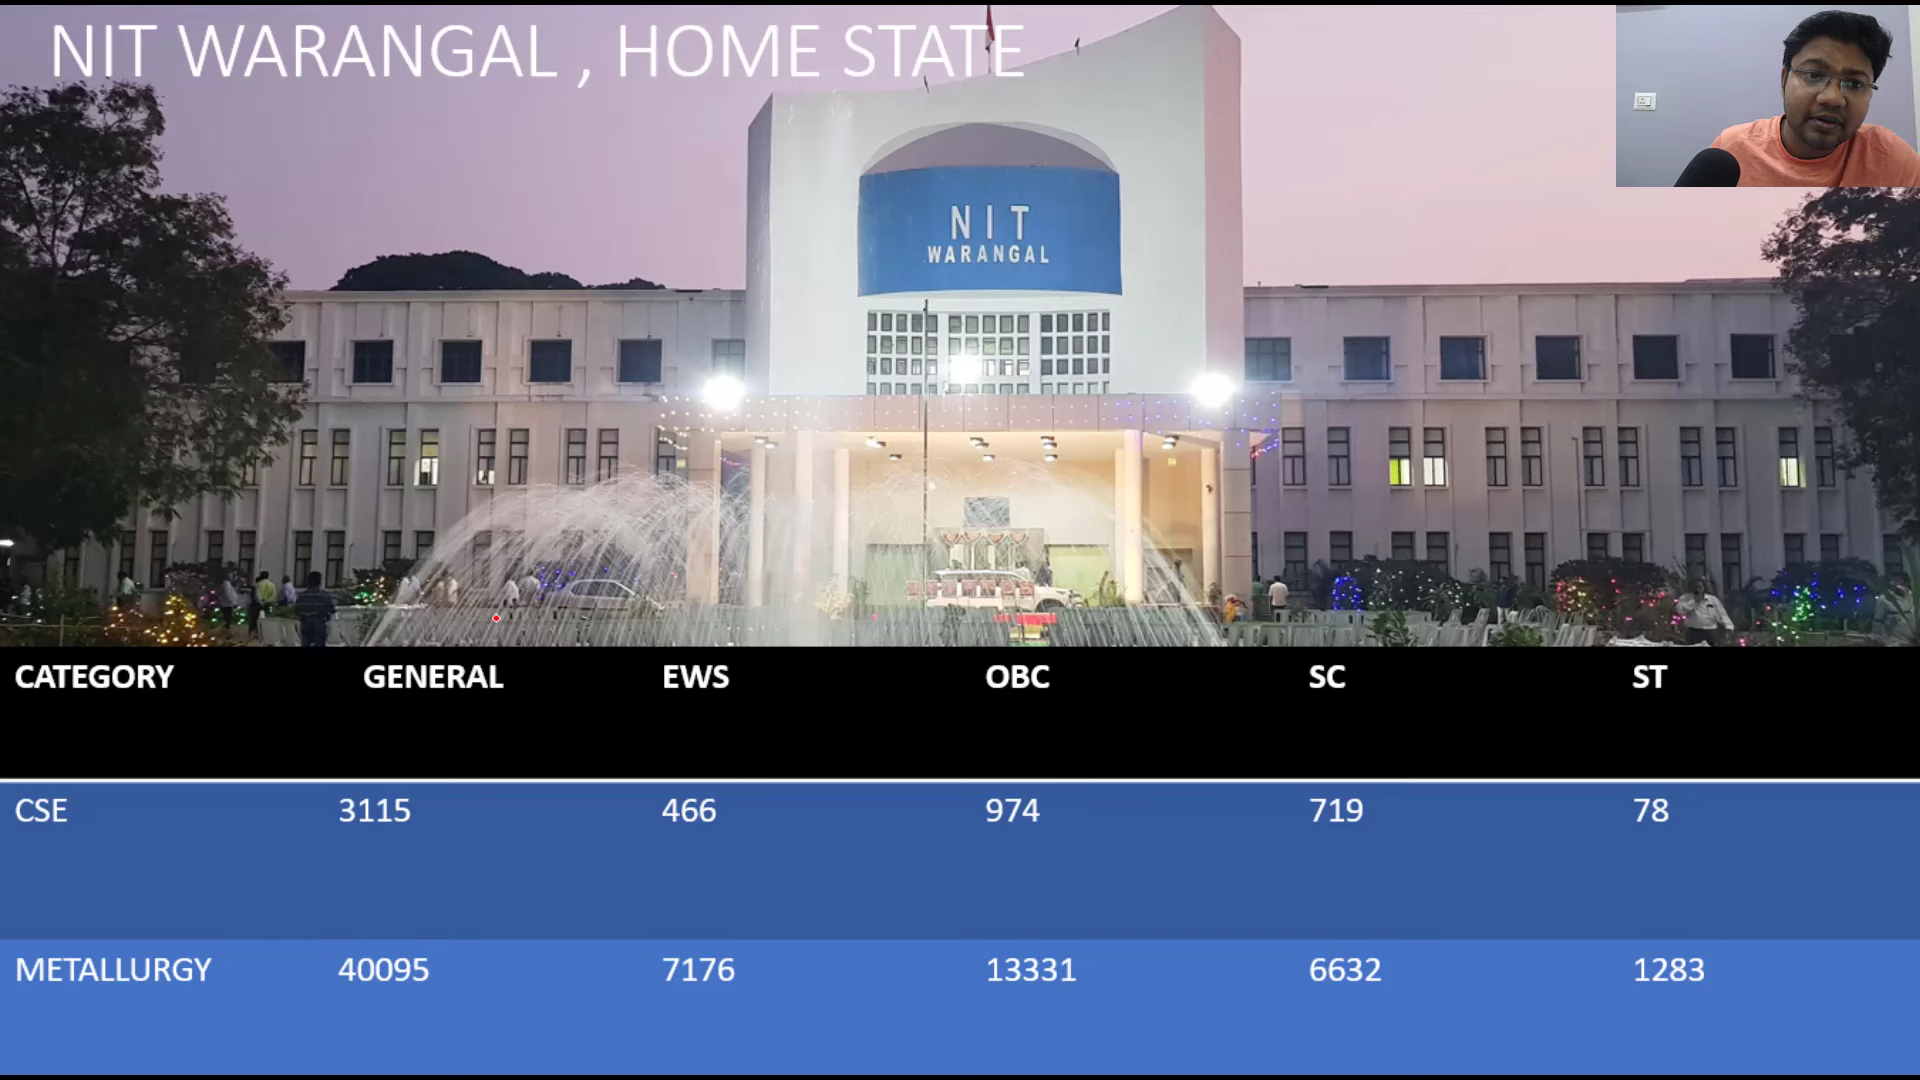 NIT WARANGAL , HOME STATE
NIT
WARANGAL
CATEGORY GENERAL EWS OBC SC ST
CSE 3115 466 974 719 78
METALLURGY 40095 7176 13331 6632 1283